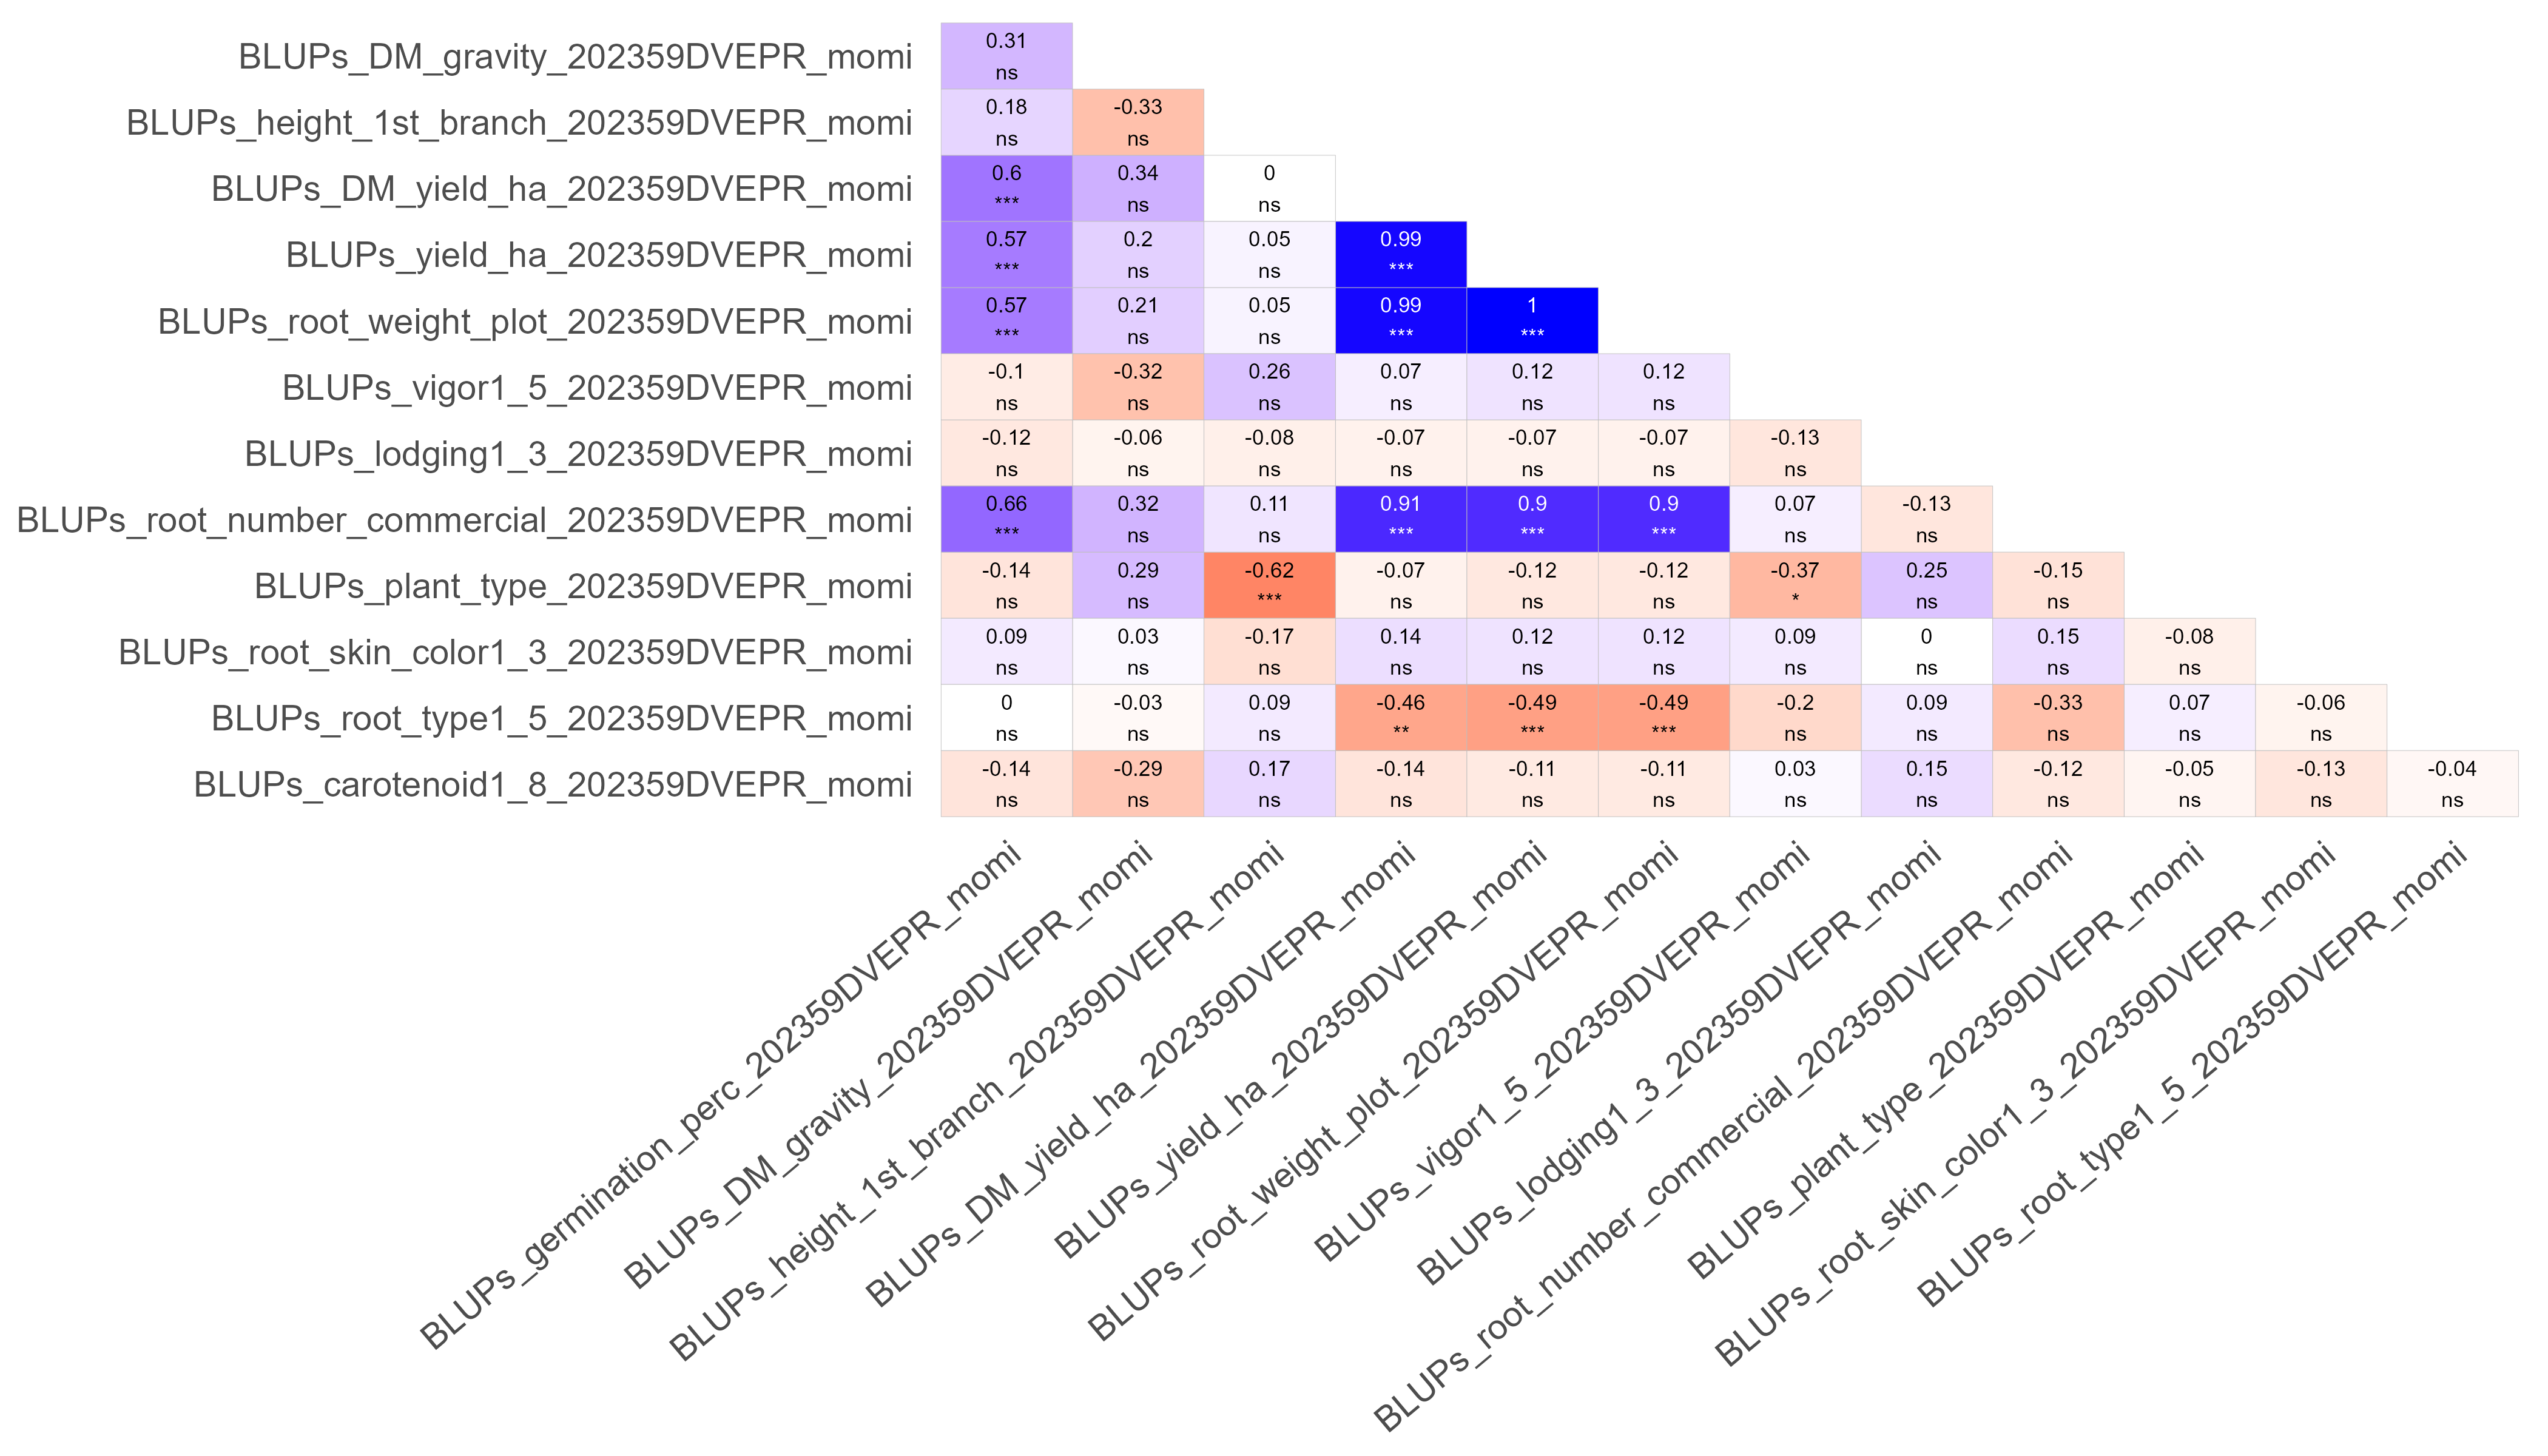 BLUPs_DM_gravity_202359DVEPR_momi 0.31
ns
BLUPs_height_1st_branch_202359DVEPR_momi 0.18 -0.33
ns ns
BLUPs_DM_yield_ha_202359DVEPR_momi 0.6 0.34 0
*** ns ns
BLUPs_yield_ha_202359DVEPR_momi 0.57 0.2 0.05 0.99
*** ns ns ***
BLUPs_root_weight_plot_202359DVEPR_momi 0.57 0.21 0.05 0.99 1
*** ns ns *** ***
BLUPs_vigor1_5_202359DVEPR_momi -0.1 -0.32 0.26 0.07 0.12 0.12
ns ns ns ns ns ns
BLUPs_lodging1_3_202359DVEPR_momi -0.12 -0.06 -0.08 -0.07 -0.07 -0.07 -0.13
ns ns ns ns ns ns ns
BLUPs_root_number_commercial_202359DVEPR_momi 0.66 0.32 0.11 0.91 0.9 0.9 0.07 -0.13
*** ns ns *** *** *** ns ns
BLUPs_plant_type_202359DVEPR_momi -0.14 0.29 -0.62 -0.07 -0.12 -0.12 -0.37 0.25 -0.15
ns ns *** ns ns ns * ns ns
BLUPs_root_skin_color1_3_202359DVEPR_momi 0.09 0.03 -0.17 0.14 0.12 0.12 0.09 0 0.15 -0.08
ns ns ns ns ns ns ns ns ns ns
BLUPs_root_type1_5_202359DVEPR_momi 0 -0.03 0.09 -0.46 -0.49 -0.49 -0.2 0.09 -0.33 0.07 -0.06
ns ns ns ** *** *** ns ns ns ns ns
BLUPs_carotenoid1_8_202359DVEPR_momi -0.14 -0.29 0.17 -0.14 -0.11 -0.11 0.03 0.15 -0.12 -0.05 -0.13 -0.04
ns ns ns ns ns ns ns ns ns ns ns ns
BLUPs_germination_perc_202359DVEPR_momi
BLUPs_DM_gravity_202359DVEPR_momi
BLUPs_height_1st_branch_202359DVEPR_momi
BLUPs_DM_yield_ha_202359DVEPR_momi
BLUPs_yield_ha_202359DVEPR_momi
BLUPs_root_weight_plot_202359DVEPR_momi
BLUPs_vigor1_5_202359DVEPR_momi
BLUPs_lodging1_3_202359DVEPR_momi
BLUPs_root_number_commercial_202359DVEPR_momi
BLUPs_plant_type_202359DVEPR_momi
BLUPs_root_skin_color1_3_202359DVEPR_momi
BLUPs_root_type1_5_202359DVEPR_momi